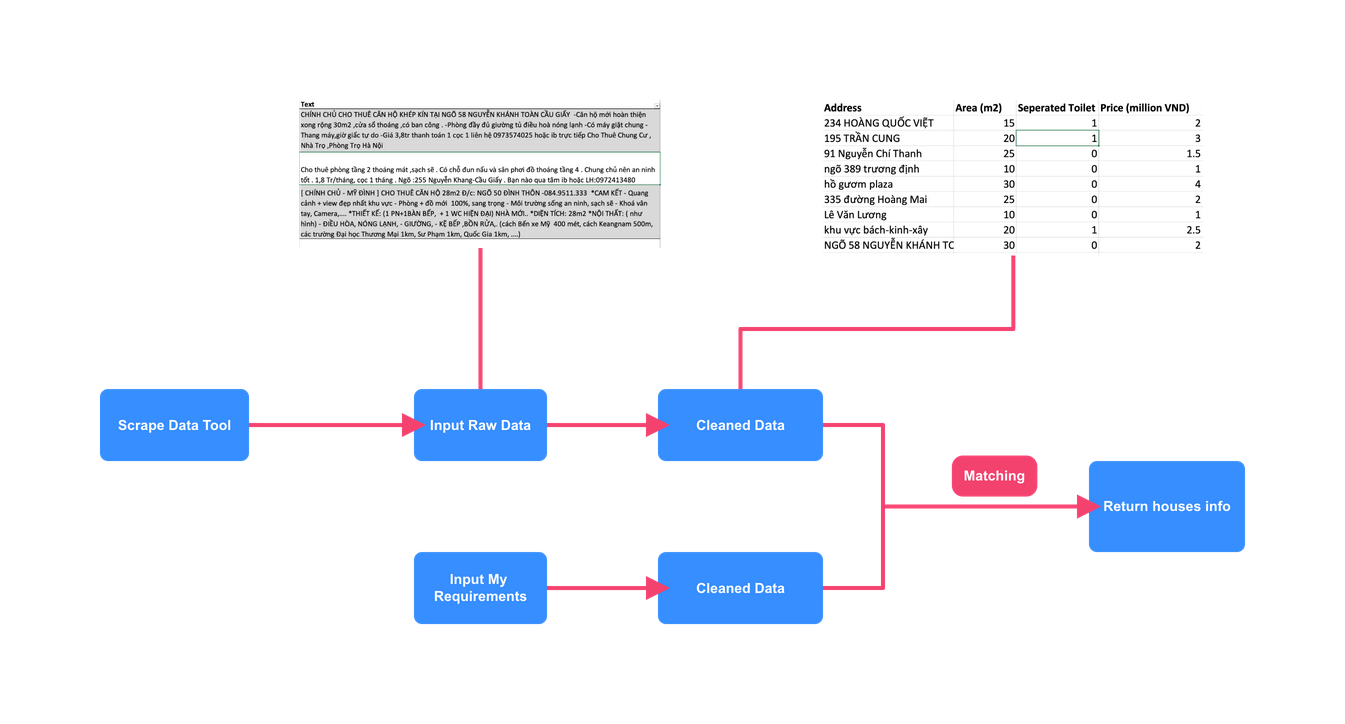 Text
CHÍNH CHỦ CHO THUÊ CĂN HỘ KHÉP KÍN TẠI NGÕ 58 NGUYỄN KHÁNH TOÀN CẦU GIẤY -Căn hộ mới hoàn thiện
xong rộng 30m2 ,cửa sổ thoáng ,có ban công . -Phòng đầy đủ giường tủ điều hoà nóng lạnh -Có máy giặt chung -
Thang máy,giờ giấc tự do -Giá 3,8tr thanh toán 1 cọc 1 liên hệ 0973574025 hoặc ib trực tiếp Cho Thuê Chung Cư ,
Nhà Trọ ,Phòng Trọ Hà Nội
Cho thuê phòng tầng 2 thoáng mát ,sạch sẽ . Có chỗ đun nấu và sân phơi đồ thoáng tầng 4 . Chung chủ nên an ninh
tốt . 1,8 Tr/tháng, cọc 1 tháng . Ngõ :255 Nguyễn Khang-Cầu Giấy . Bạn nào qua tâm ib hoặc LH:0972413480
[ CHÍNH CHỦ - MỸ ĐÌNH ] CHO THUÊ CĂN HỘ 28m2 Đ/c: NGÕ 50 ĐÌNH THÔN -084.9511.333 *CAM KẾT - Quang
cảnh + view đẹp nhất khu vực - Phòng + đồ mới 100%, sang trọng - Môi trường sống an ninh, sạch sẽ - Khoá vân
tay, Camera,.... *THIẾT KẾ: (1 PN+1BÀN BẾP, + 1 WC HIỆN ĐẠI) NHÀ MỚI.. *DIỆN TÍCH: 28m2 *NỘI THẤT: ( như
hình) - ĐIỀU HÒA, NÓNG LẠNH, - GIƯỜNG, - KỆ BẾP ,BỒN RỬA,. (cách Bến xe Mỹ 400 mét, cách Keangnam 500m,
các trường Đại học Thương Mại 1km, Sư Phạm 1km, Quốc Gia 1km, ....)
Address Area (m2) Seperated Toilet Price (million VND)
234 HOÀNG QUỐC VIỆT 15 1 2
195 TRẦN CUNG 20 1 3
91 Nguyễn Chí Thanh 25 0 1.5
ngõ 389 trương định 10 0 1
hồ gươm plaza 30 0 4
335 đường Hoàng Mai 25 0 2
Lê Văn Lương 10 0 1
khu vực bách-kinh-xây 20 1 2.5
NGÕ 58 NGUYỄN KHÁNH TC 30 0 2
Scrape Data Tool
Input Raw Data
Cleaned Data
Matching
Return houses info
Input My
Requirements
Cleaned Data